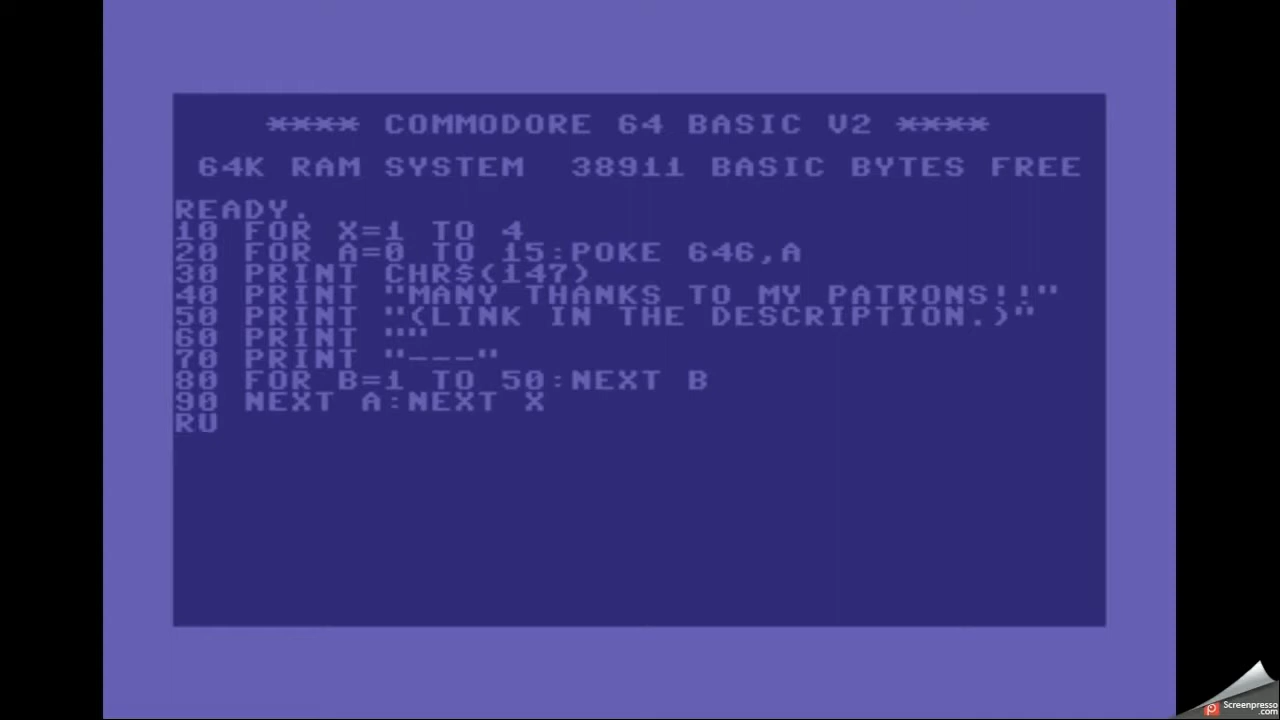 **** COMMODORE 64 BASIC V2 ****
64K RAM SYSTEM  38911 BASIC BYTES FREE
READY.
10 FOR X=1 TO 4
20 FOR A=0 TO 15:POKE 646,A
30 PRINT CHR$(147)
40 PRINT "MANY THANKS TO MY PATRONS!!"
50 PRINT "(LINK IN THE DESCRIPTION.)"
60 PRINT ""
70 PRINT "---"
80 FOR B=1 TO 50:NEXT B
90 NEXT A:NEXT X
RU
Screenpresso
.com